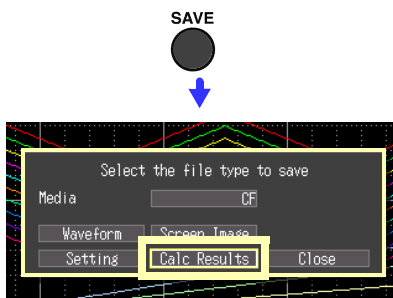 SAVE
Select the file type to save
Media CF
Waveform Screen Image
Setting Calc Results Close